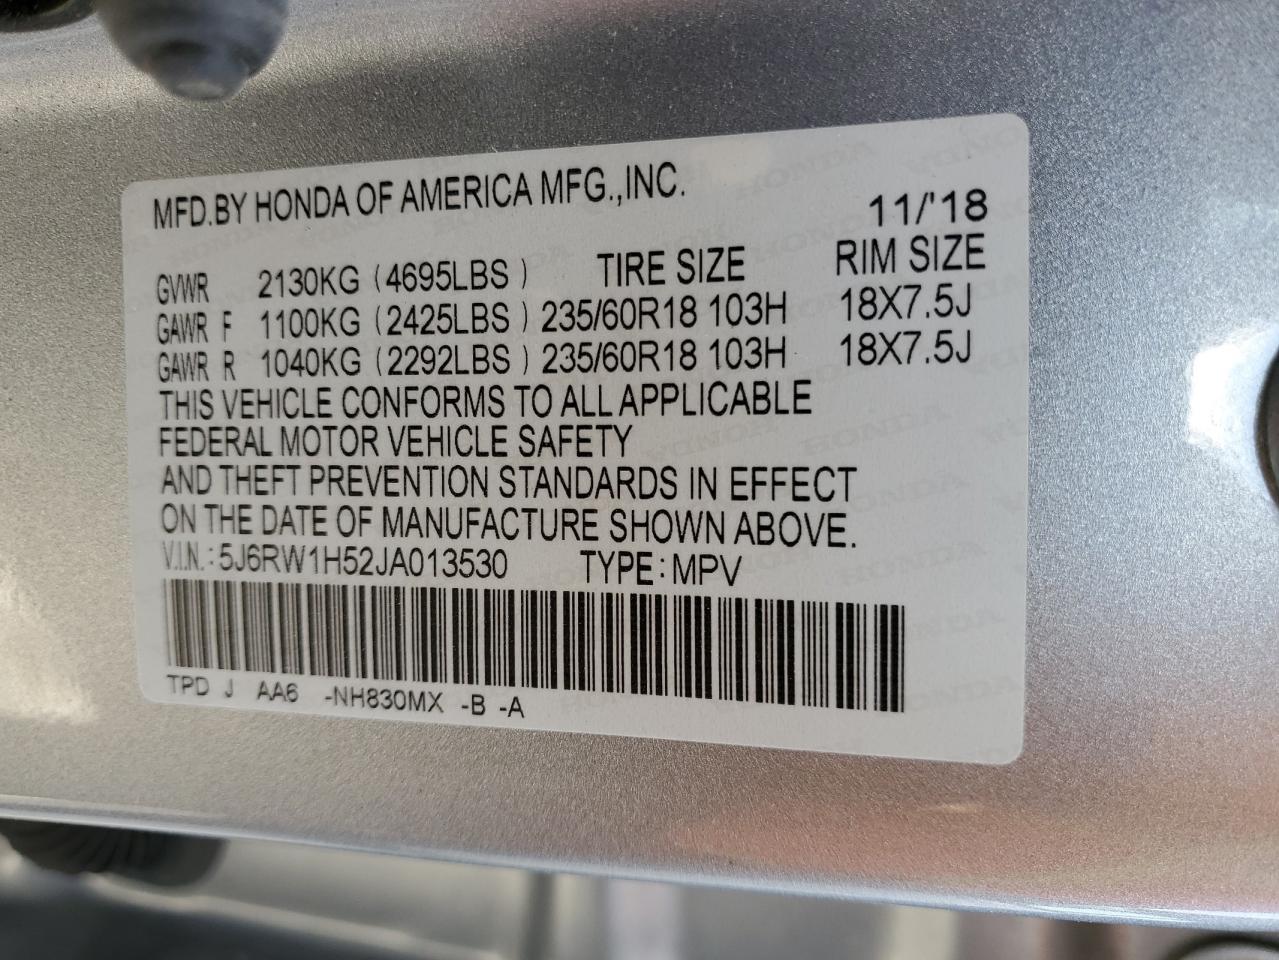 MFD.BY HONDA OF AMERICA MFG.,INC.
11/'18
GVWR 2130KG (4695LBS ) TIRE SIZE RIM SIZE
GAWR F 1100KG (2425LBS ) 235/60R18 103H 18X7.5J
GAWR R 1040KG (2292LBS ) 235/60R18 103H 18X7.5J
THIS VEHICLE CONFORMS TO ALL APPLICABLE
FEDERAL MOTOR VEHICLE SAFETY
AND THEFT PREVENTION STANDARDS IN EFFECT
ON THE DATE OF MANUFACTURE SHOWN ABOVE.
V.I.N.: 5J6RW1H52JA013530 TYPE: MPV
TPD J AA6 -NH830MX -B -A